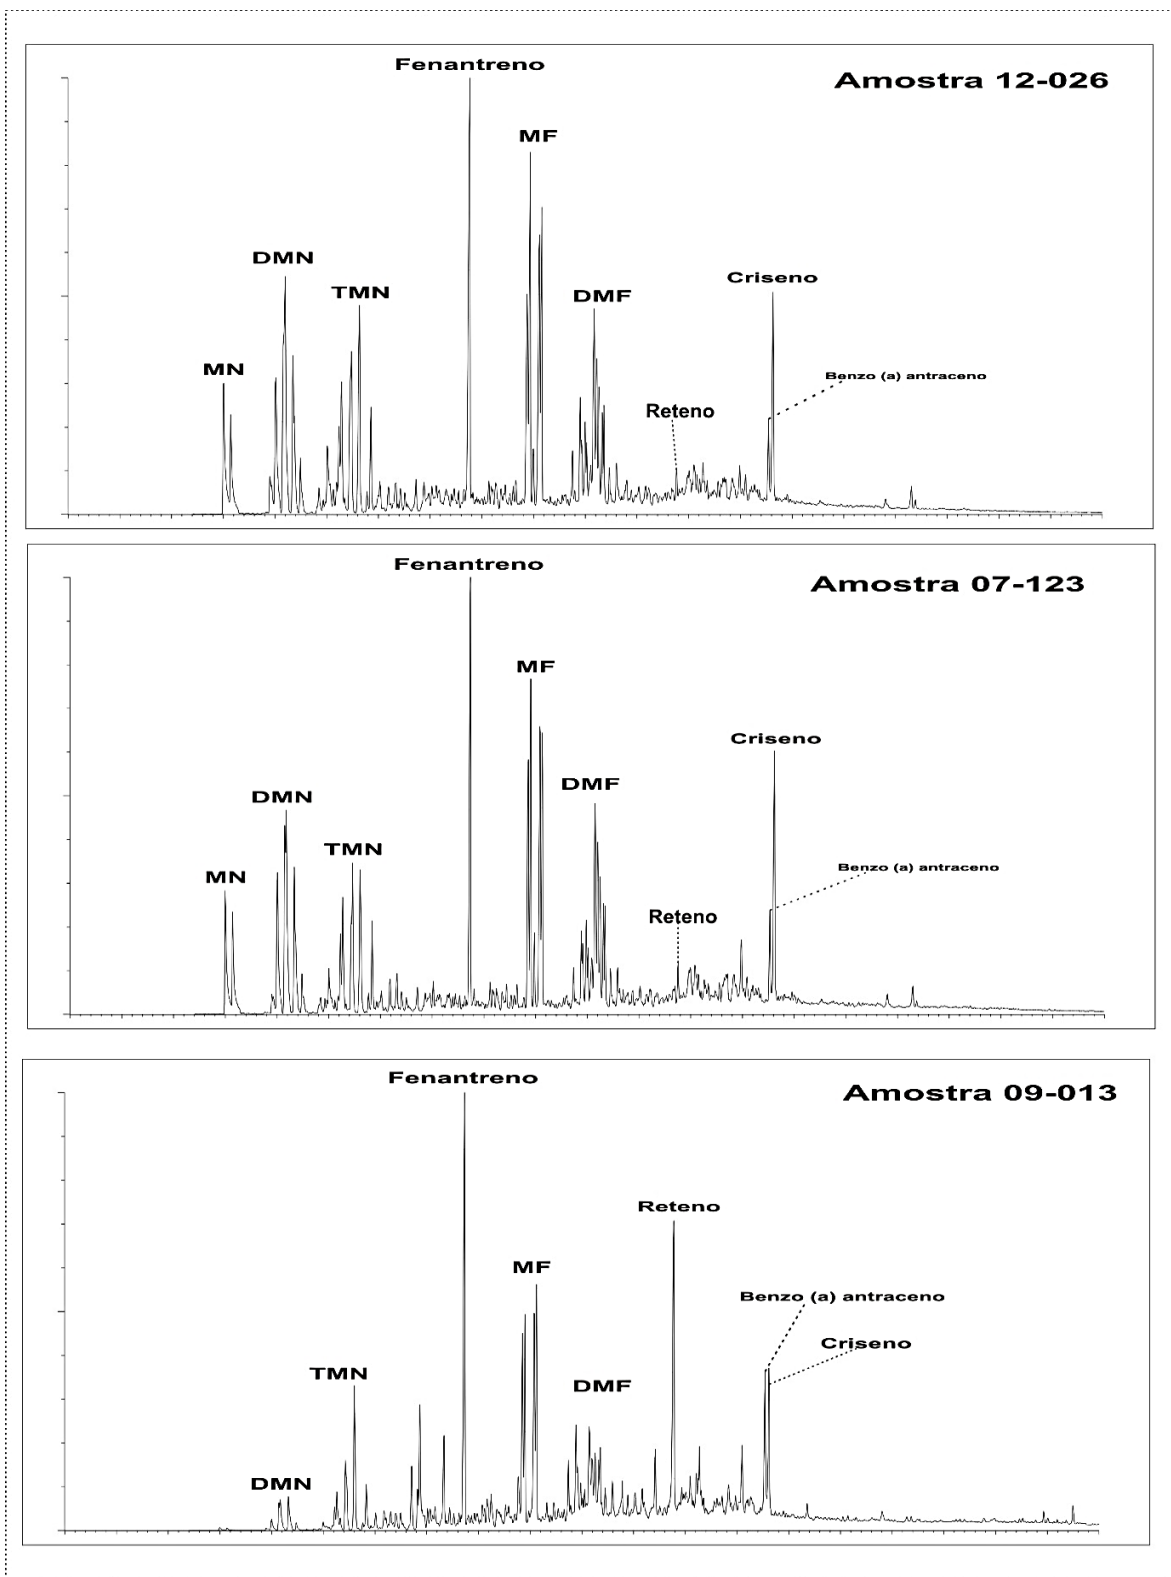 Fenantreno
Amostra 12-026
MF
DMN
Criseno
TMN
DMF
MN
Benzo (a) antraceno
Reteno
Fenantreno
Amostra 07-123
MF
Criseno
DMF
DMN
TMN
Benzo (a) antraceno
MN
Reteno
Fenantreno
Amostra 09-013
Reteno
MF
Benzo (a) antraceno
Criseno
TMN
DMF
DMN